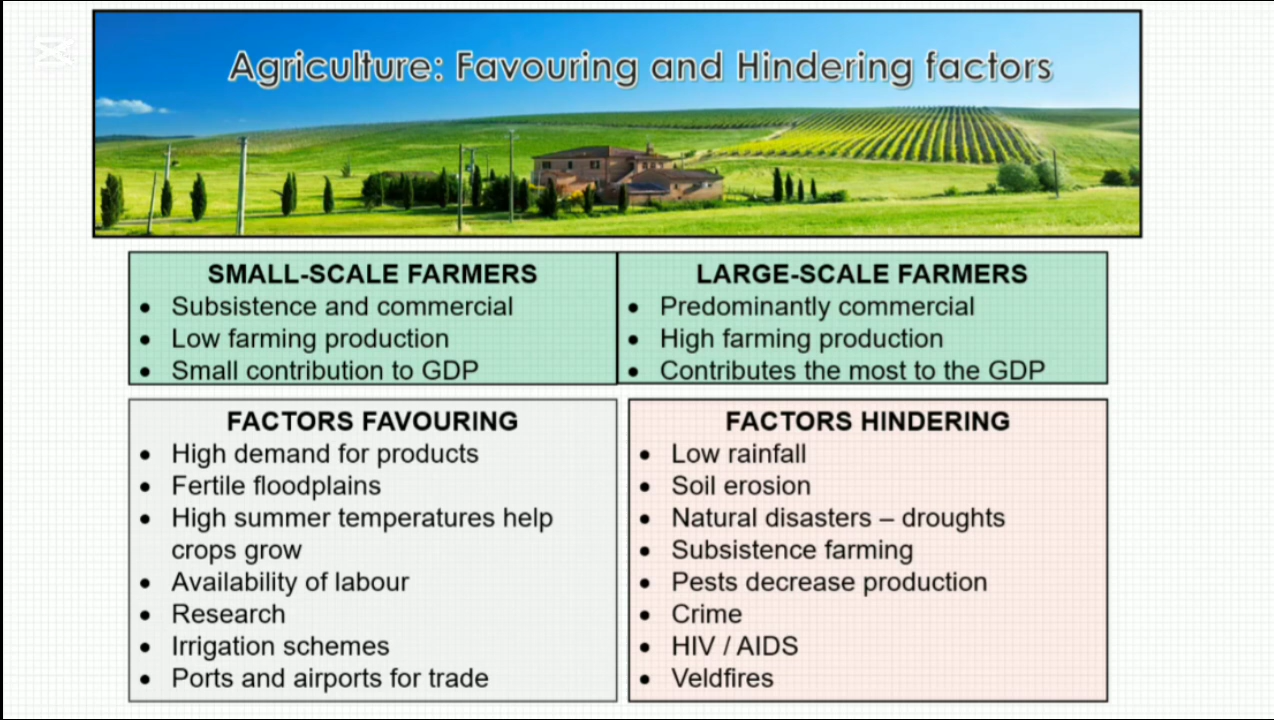 Agriculture: Favouring and Hindering factors
SMALL-SCALE FARMERS
• Subsistence and commercial
• Low farming production
• Small contribution to GDP
LARGE-SCALE FARMERS
• Predominantly commercial
• High farming production
• Contributes the most to the GDP
FACTORS FAVOURING
• High demand for products
• Fertile floodplains
• High summer temperatures help
crops grow
• Availability of labour
• Research
• Irrigation schemes
• Ports and airports for trade
FACTORS HINDERING
• Low rainfall
• Soil erosion
• Natural disasters – droughts
• Subsistence farming
• Pests decrease production
• Crime
• HIV / AIDS
• Veldfires